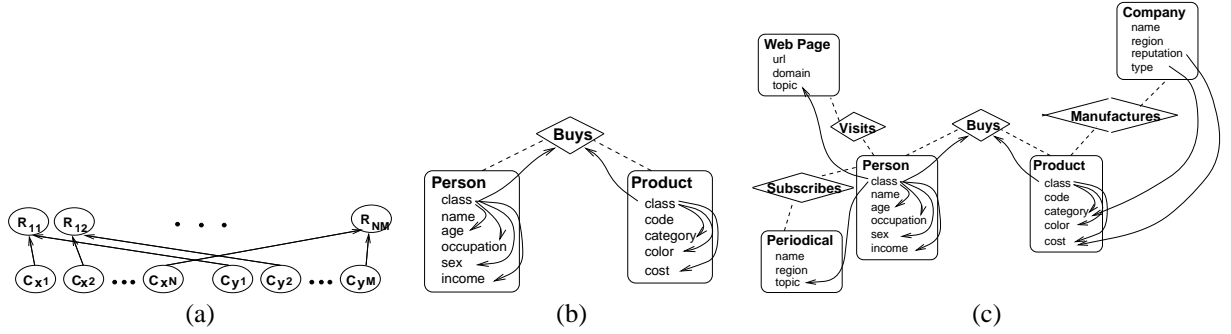 R11 R12 . . . RNM
Cx1 Cx2 ••• CxN Cy1 Cy2 ••• CyM
(a)
Buys
Person
class
name
age
occupation
sex
income
Product
class
code
category
color
cost
(b)
Web Page
url
domain
topic
Company
name
region
reputation
type
Visits
Buys
Manufactures
Subscribes
Person
class
name
age
occupation
sex
income
Product
class
code
category
color
cost
Periodical
name
region
topic
(c)